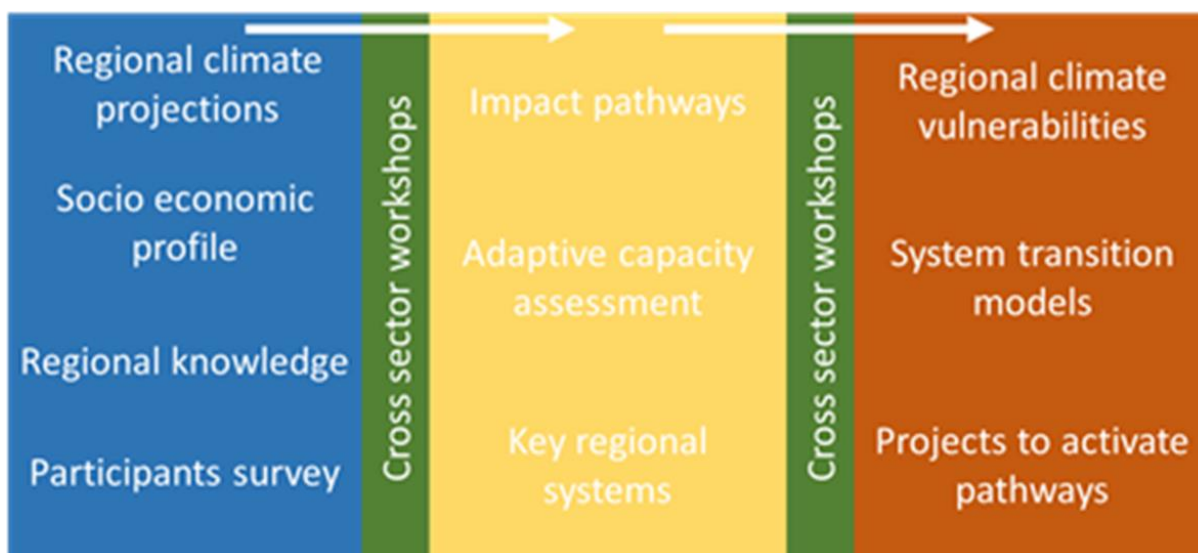 Regional climate
projections
Socio economic
profile
Regional knowledge
Participants survey
Cross sector workshops
Impact pathways
Adaptive capacity
assessment
Key regional
systems
Cross sector workshops
Regional climate
vulnerabilities
System transition
models
Projects to activate
pathways